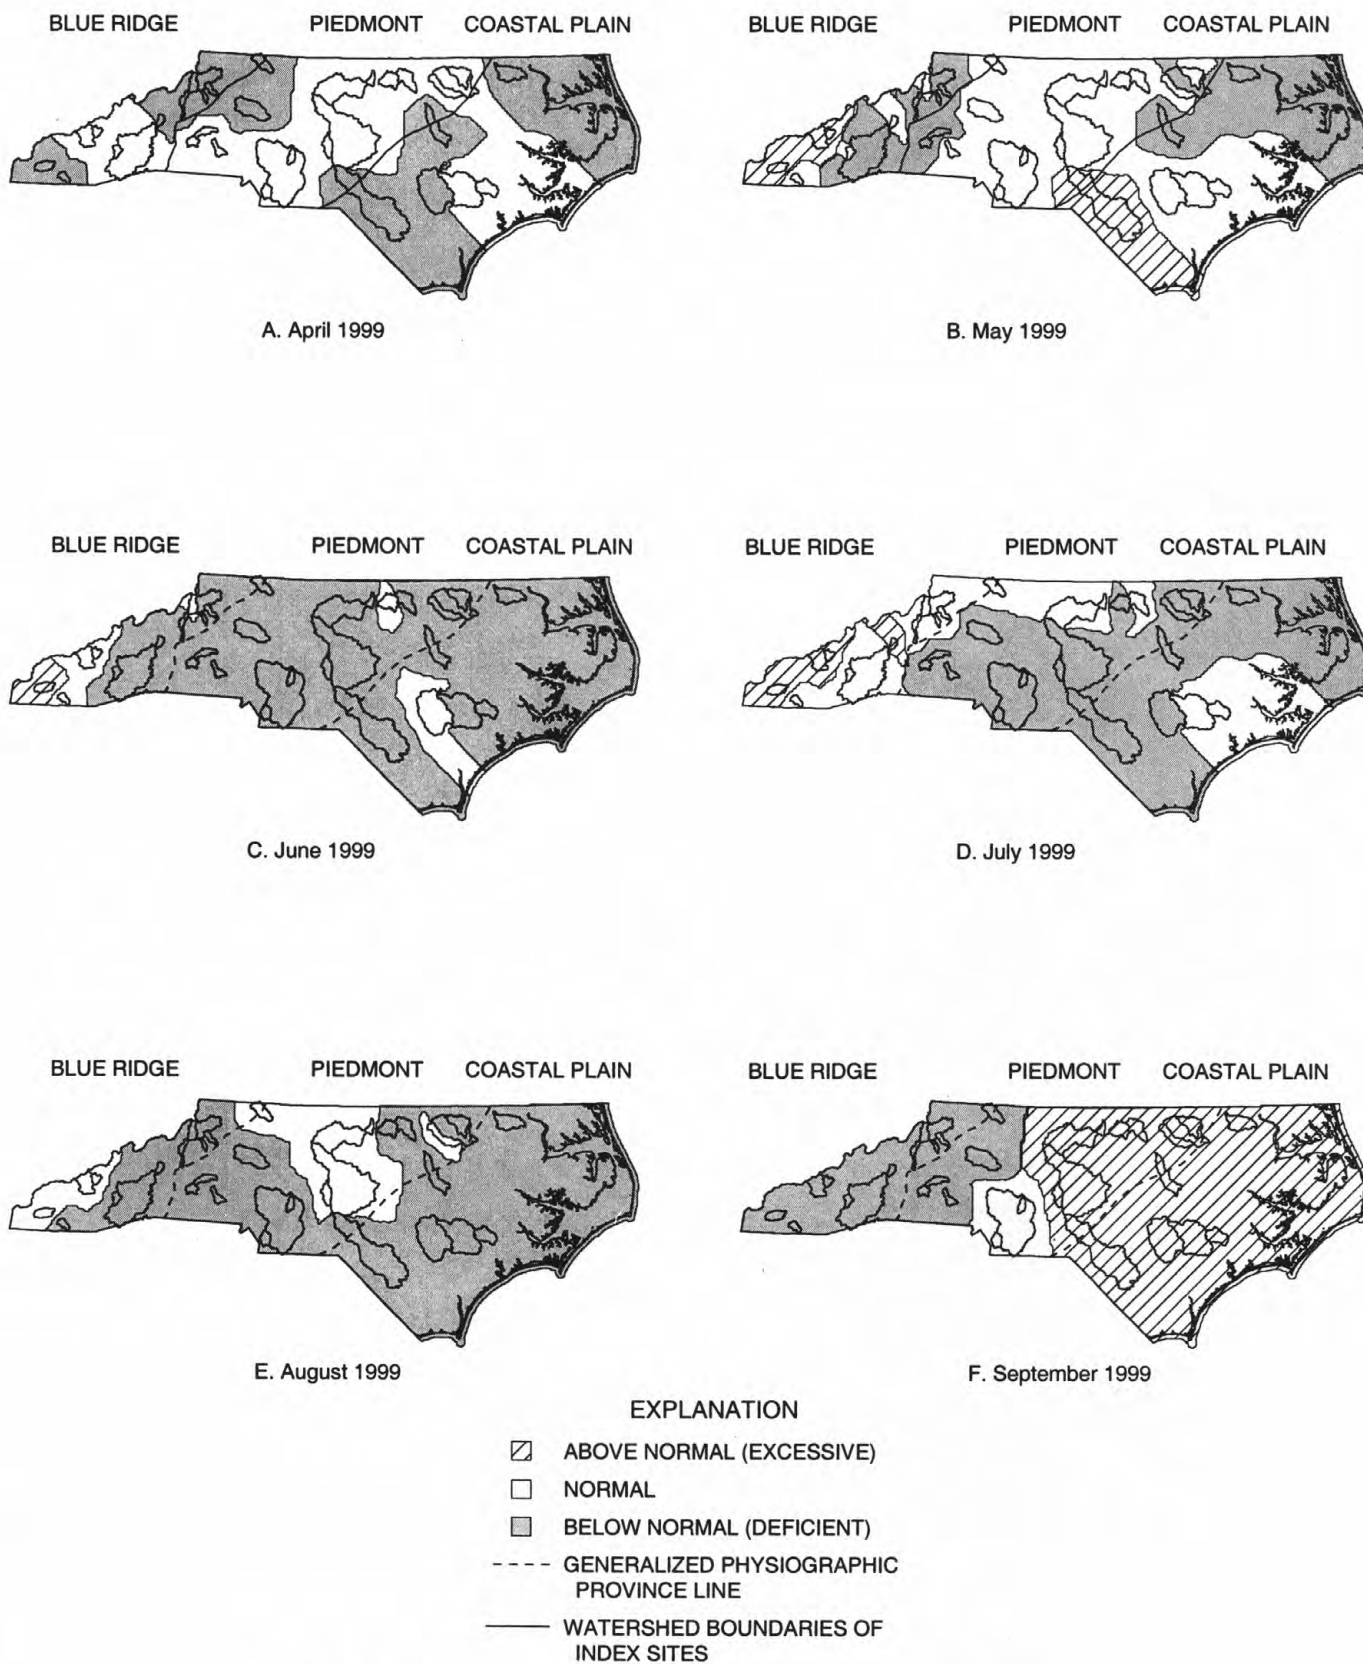 BLUE RIDGE PIEDMONT COASTAL PLAIN
A. April 1999
BLUE RIDGE PIEDMONT COASTAL PLAIN
B. May 1999
BLUE RIDGE PIEDMONT COASTAL PLAIN
C. June 1999
BLUE RIDGE PIEDMONT COASTAL PLAIN
D. July 1999
BLUE RIDGE PIEDMONT COASTAL PLAIN
E. August 1999
BLUE RIDGE PIEDMONT COASTAL PLAIN
F. September 1999
EXPLANATION
ABOVE NORMAL (EXCESSIVE)
NORMAL
BELOW NORMAL (DEFICIENT)
GENERALIZED PHYSIOGRAPHIC
PROVINCE LINE
WATERSHED BOUNDARIES OF
INDEX SITES